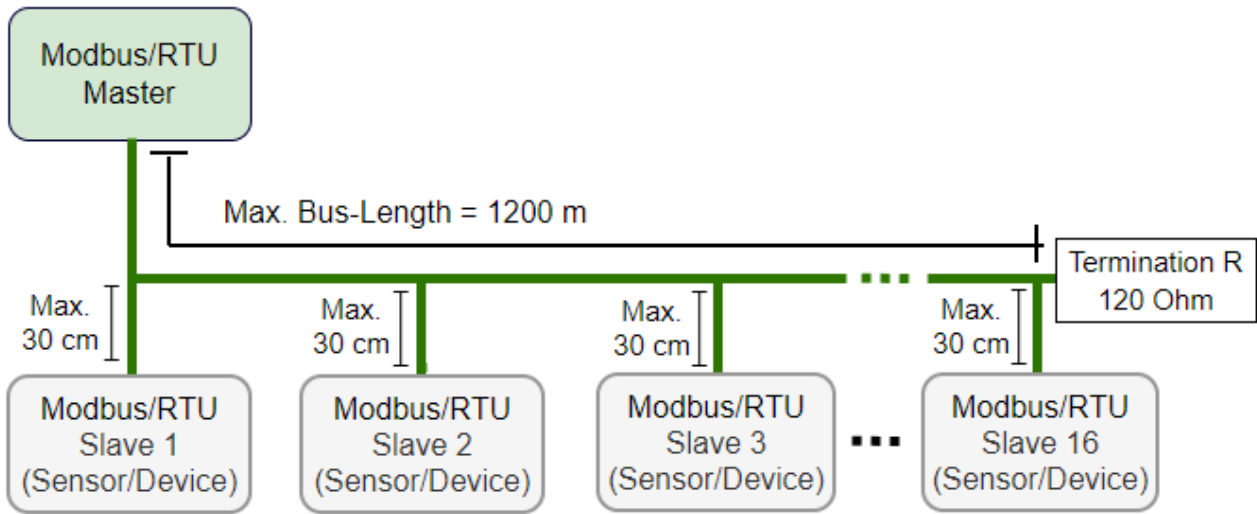 Modbus/RTU
Master
Max. Bus-Length = 1200 m
Termination R
120 Ohm
Max.
30 cm
Max.
30 cm
Max.
30 cm
Max.
30 cm
Modbus/RTU
Slave 1
(Sensor/Device)
Modbus/RTU
Slave 2
(Sensor/Device)
Modbus/RTU
Slave 3
(Sensor/Device)
Modbus/RTU
Slave 16
(Sensor/Device)